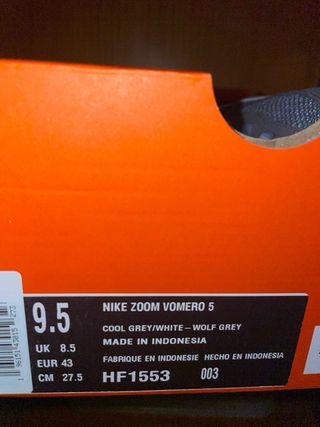 9.5
UK 8.5
EUR 43
CM 27.5
NIKE ZOOM VOMERO 5
COOL GREY/WHITE – WOLF GREY
MADE IN INDONESIA
FABRIQUE EN INDONESIE HECHO EN INDONESIA
HF1553 003